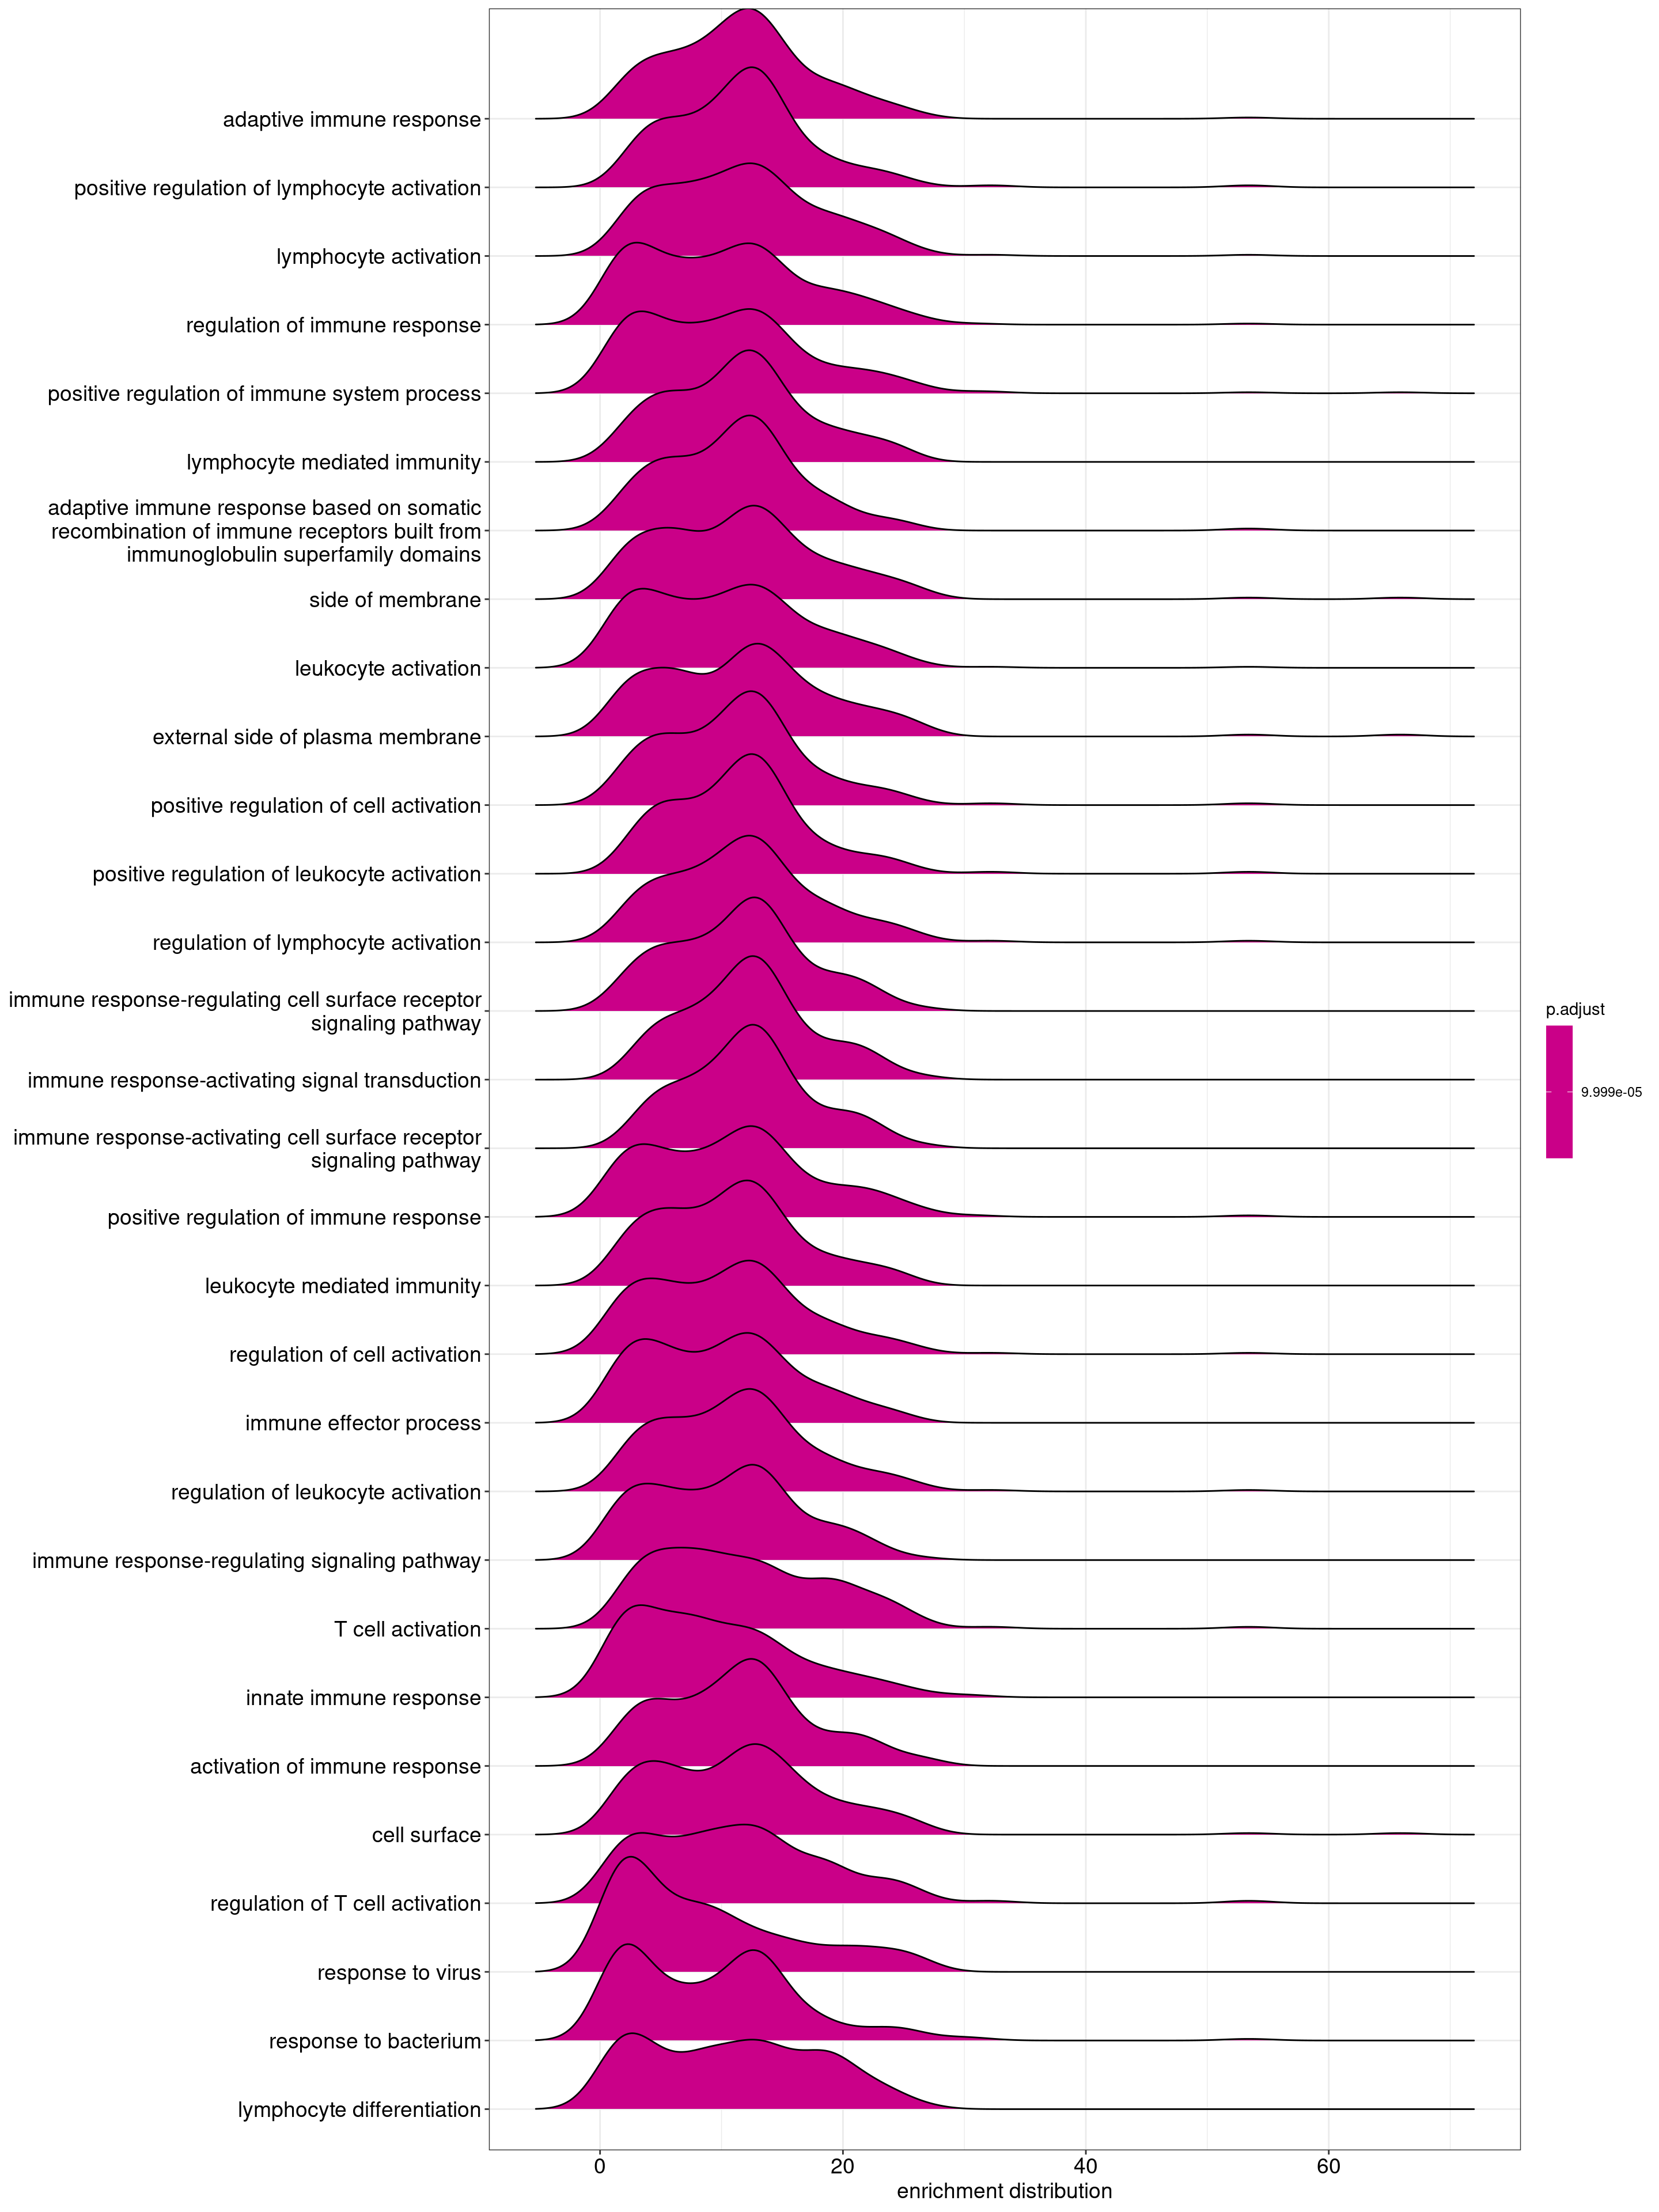 adaptive immune response
positive regulation of lymphocyte activation
lymphocyte activation
regulation of immune response
positive regulation of immune system process
lymphocyte mediated immunity
adaptive immune response based on somatic
recombination of immune receptors built from
immunoglobulin superfamily domains
side of membrane
leukocyte activation
external side of plasma membrane
positive regulation of cell activation
positive regulation of leukocyte activation
regulation of lymphocyte activation
immune response-regulating cell surface receptor
signaling pathway
immune response-activating signal transduction
immune response-activating cell surface receptor
signaling pathway
positive regulation of immune response
leukocyte mediated immunity
regulation of cell activation
immune effector process
regulation of leukocyte activation
immune response-regulating signaling pathway
T cell activation
innate immune response
activation of immune response
cell surface
regulation of T cell activation
response to virus
response to bacterium
lymphocyte differentiation
0 20 40 60
enrichment distribution
p.adjust
9.999e-05